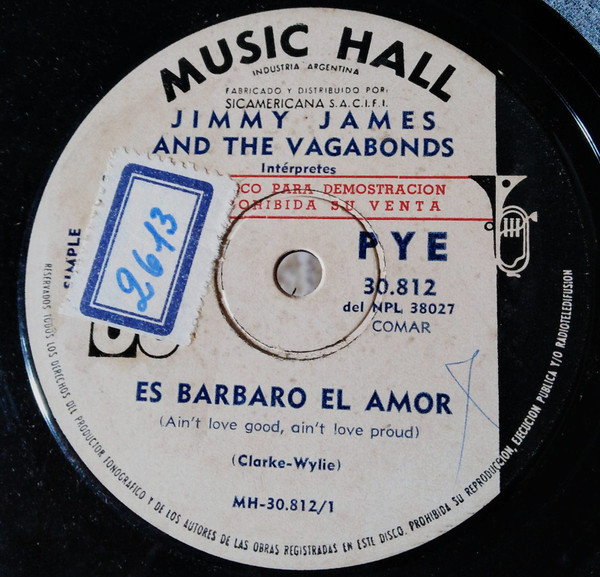 MUSIC HALL
INDUSTRIA ARGENTINA
FABRICADO Y DISTRIBUIDO POR:
SICAMERICANA S.A.C.I.F.I.
JIMMY JAMES
AND THE VAGABONDS
Intérpretes
CO PARA DEMOSTRACION
OHIBIDA SU VENTA
2613
SIMPLE
PYE
30.812
del NPL 38027
COMAR
ES BARBARO EL AMOR
(Ain't love good, ain't love proud)
(Clarke-Wylie)
MH-30.812/1
RESERVADOS TODOS LOS DERECHOS DEL PRODUCTOR FONOGRAFICO Y DE LOS AUTORES DE LAS OBRAS REGISTRADAS EN ESTE DISCO. PROHIBIDA SU REPRODUCCION, EJECUCION PUBLICA Y/O RADIOTELEDIFUSION